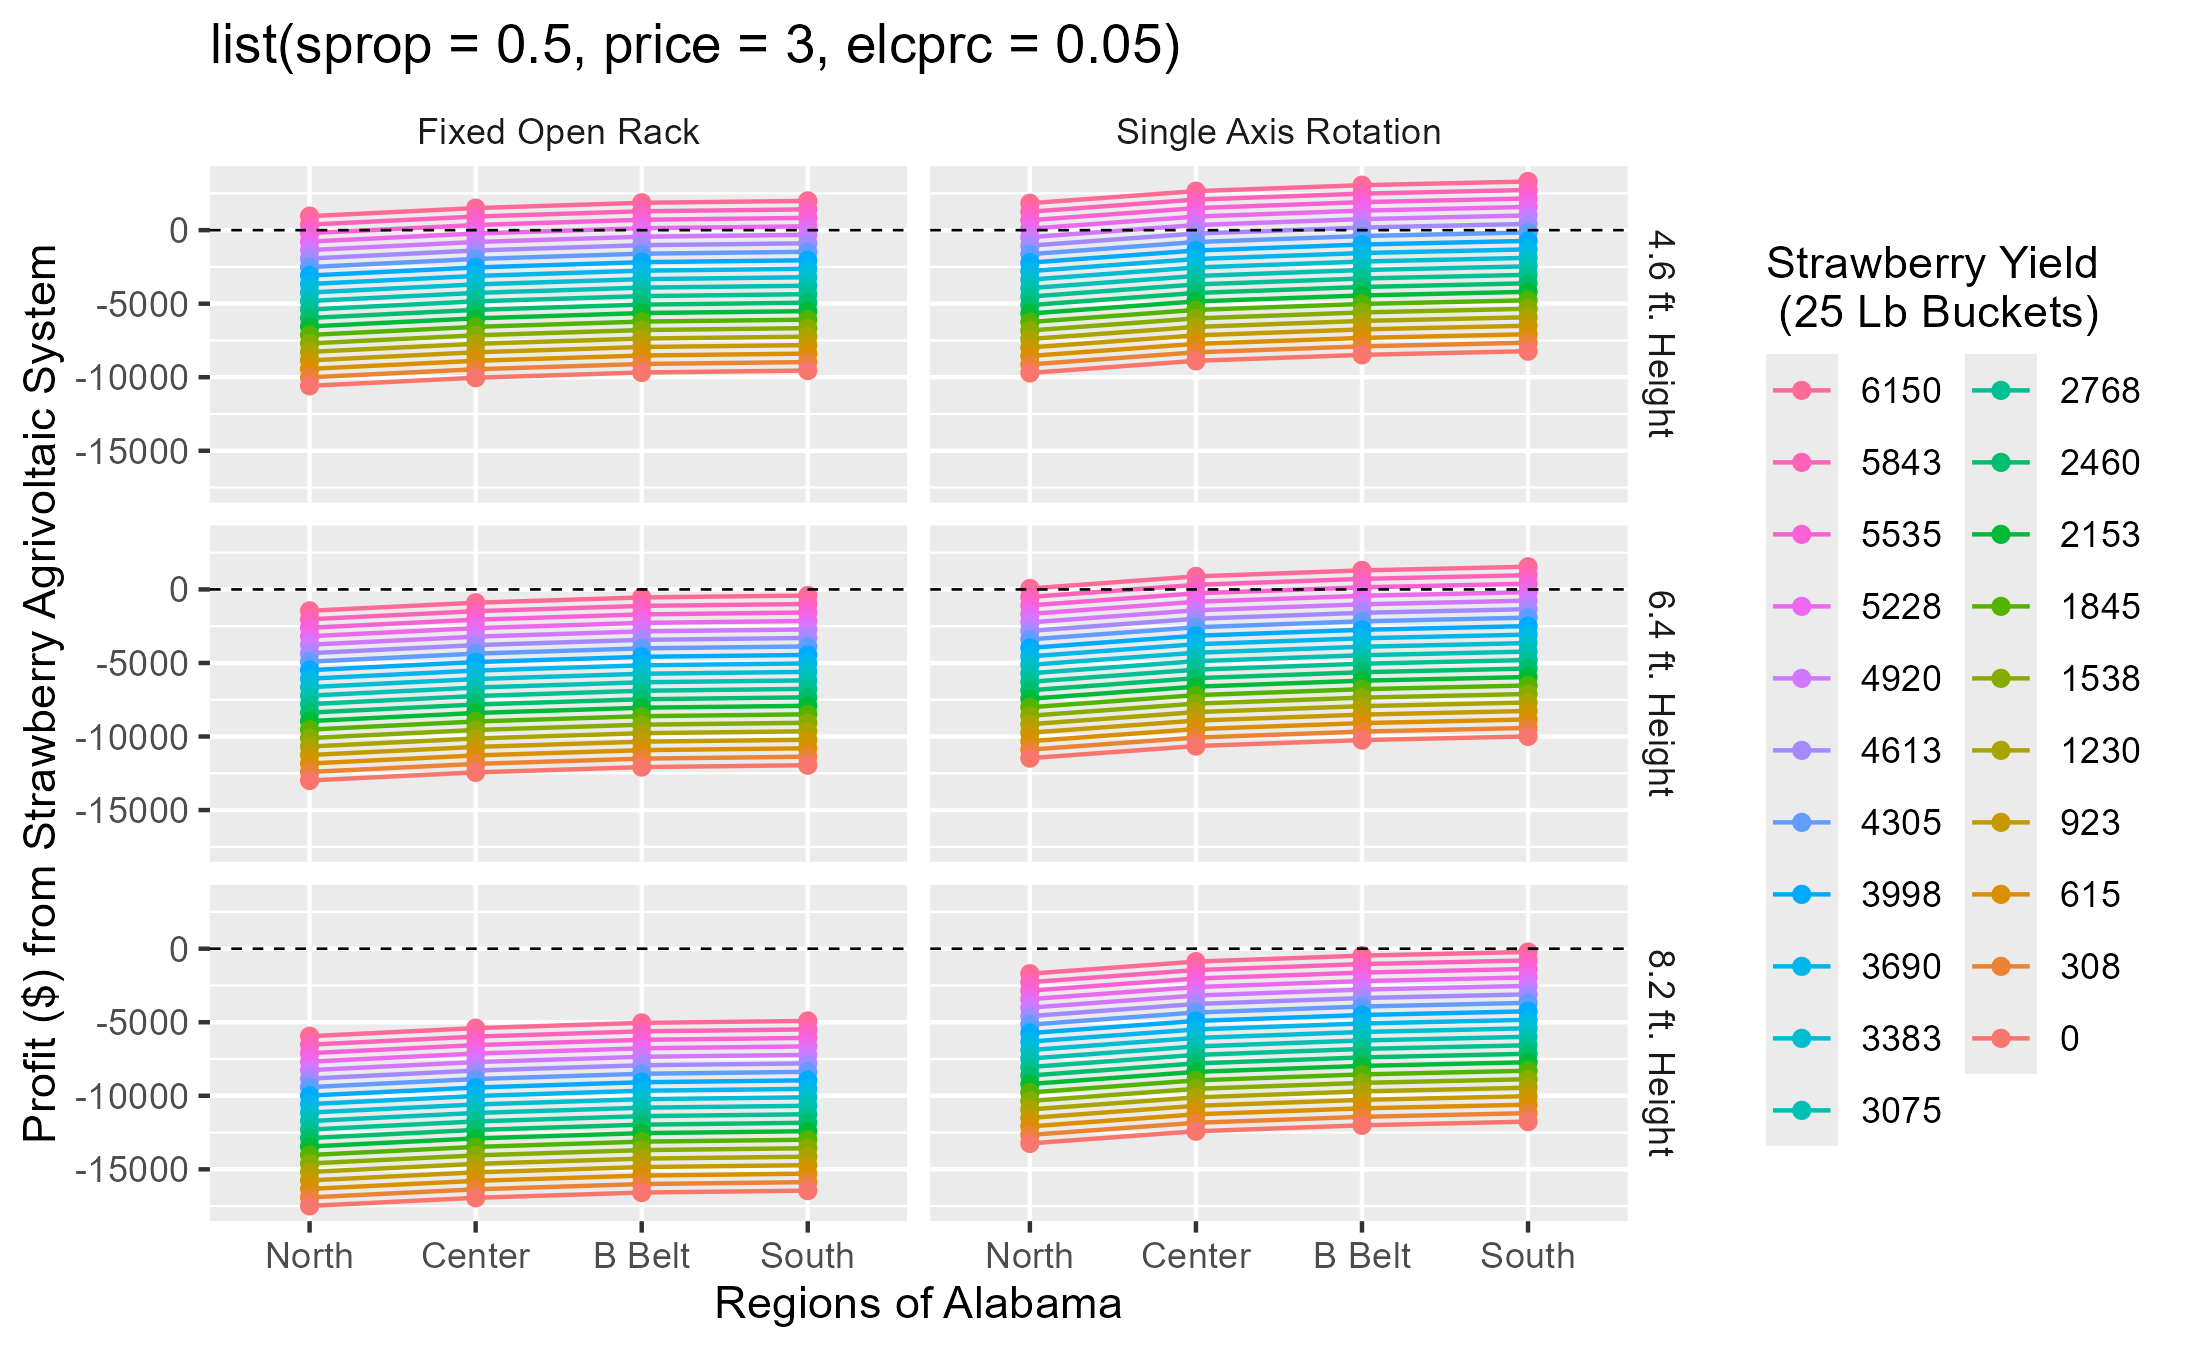 list(sprop = 0.5, price = 3, elcprc = 0.05)
Fixed Open Rack
Single Axis Rotation
Profit ($) from Strawberry Agrivoltaic System
0
-5000
-10000
-15000
4.6 ft. Height
0
-5000
-10000
-15000
6.4 ft. Height
0
-5000
-10000
-15000
8.2 ft. Height
North
Center
B Belt
South
North
Center
B Belt
South
Regions of Alabama
Strawberry Yield
(25 Lb Buckets)
6150
5843
5535
5228
4920
4613
4305
3998
3690
3383
3075
2768
2460
2153
1845
1538
1230
923
615
308
0